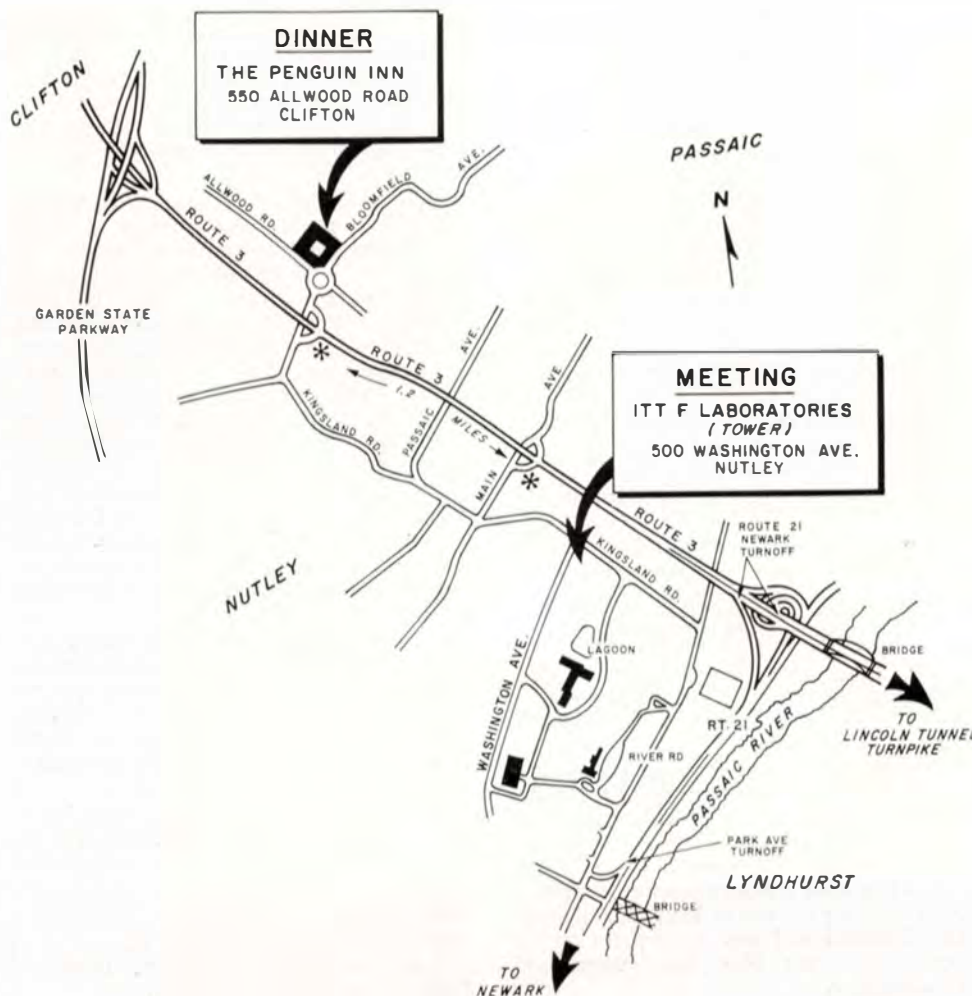 DINNER
THE PENGUIN INN
550 ALLWOOD ROAD
CLIFTON
CLIFTON
PASSAIC
N
ALLWOOD RD.
BLOOMFIELD AVE.
ROUTE 3
GARDEN STATE
PARKWAY
*
ROUTE 3
1.2
MILES
KINGSLAND RD.
PASSAIC AVE.
MAIN AVE.
*
MEETING
ITT F LABORATORIES
(TOWER)
500 WASHINGTON AVE.
NUTLEY
ROUTE 3
ROUTE 21
NEWARK
TURNOFF
KINGSLAND RD.
NUTLEY
LAGOON
WASHINGTON AVE.
BRIDGE
RT. 21
RIVER RD
PASSAIC RIVER
TO
LINCOLN TUNNEL
TURNPIKE
PARK AVE
TURNOFF
LYNDHURST
BRIDGE
TO
NEWARK